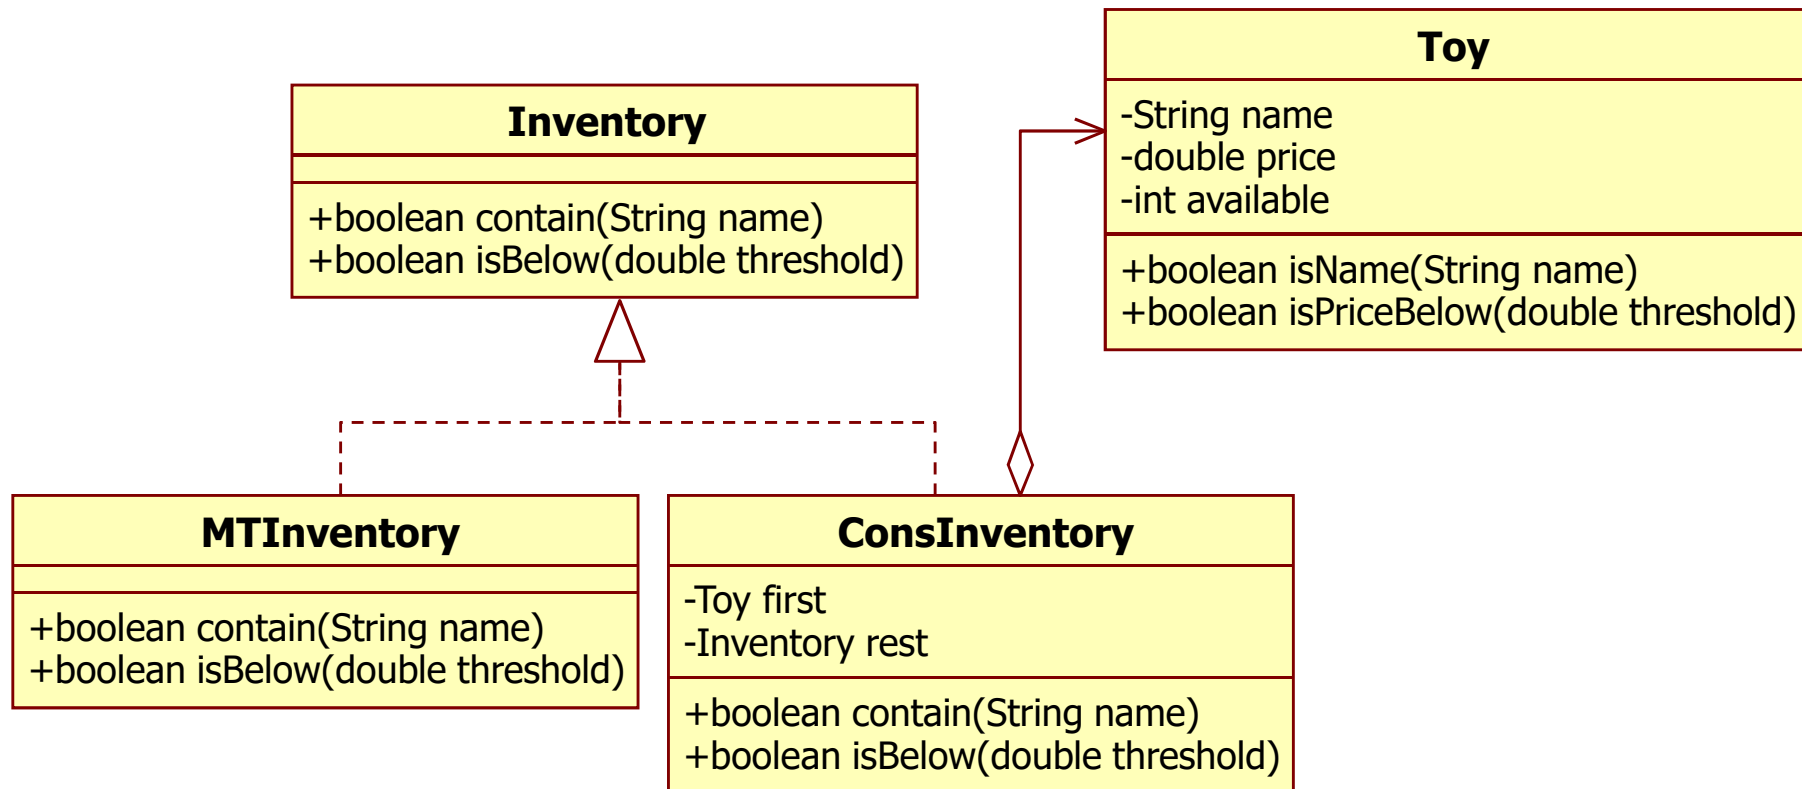 Toy
-String name
-double price
-int available
+boolean isName(String name)
+boolean isPriceBelow(double threshold)
Inventory
+boolean contain(String name)
+boolean isBelow(double threshold)
MTInventory
+boolean contain(String name)
+boolean isBelow(double threshold)
ConsInventory
-Toy first
-Inventory rest
+boolean contain(String name)
+boolean isBelow(double threshold)